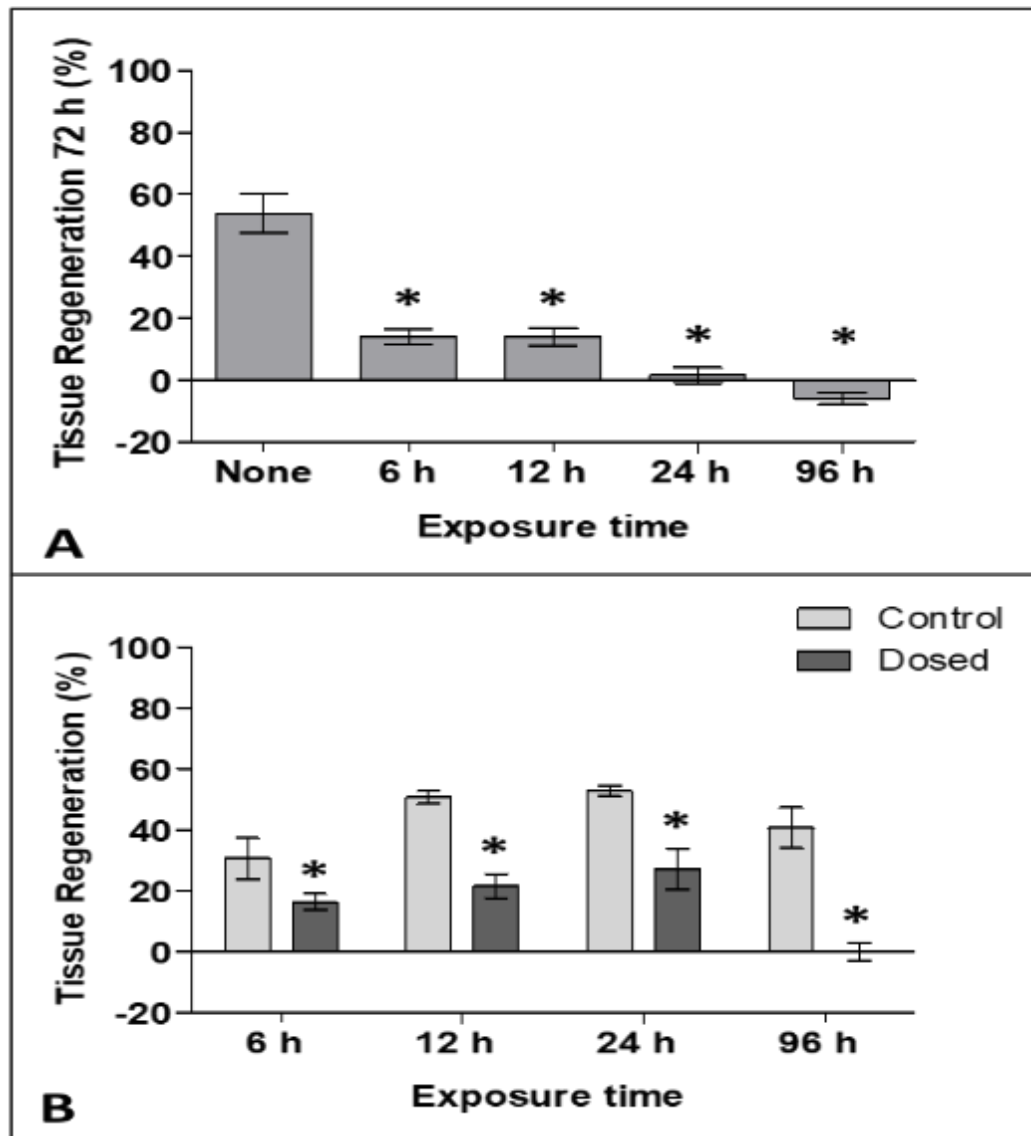 Tissue Regeneration 72 h (%)
100
80
60
40
20
0
-20
* * * *
None 6 h 12 h 24 h 96 h
Exposure time
A
Control
Dosed
Tissue Regeneration (%)
100
80
60
40
20
0
-20
* * * *
6 h 12 h 24 h 96 h
Exposure time
B